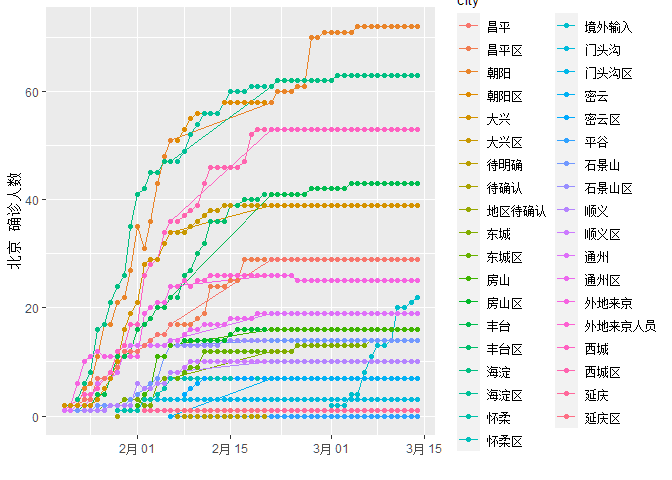 City
昌平
昌平区
朝阳
朝阳区
大兴
大兴区
待明确
待确认
地区待确认
东城
东城区
房山
房山区
丰台
丰台区
海淀
海淀区
怀柔
怀柔区
境外输入
门头沟
门头沟区
密云
密云区
平谷
石景山
石景山区
顺义
顺义区
通州
通州区
外地来京
外地来京人员
西城
西城区
延庆
延庆区
北京 确诊人数
60
40
20
0
2月 01
2月 15
3月 01
3月 15